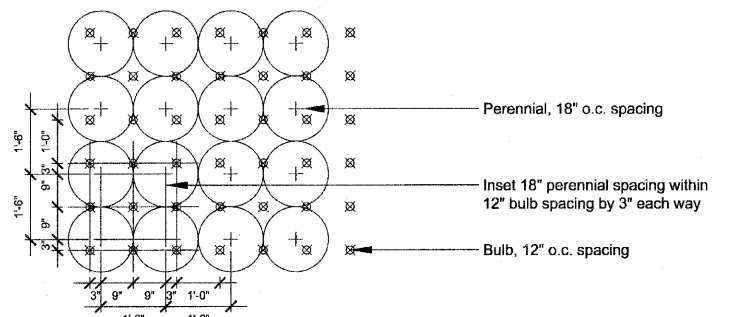 Perennial, 18" o.c. spacing
1'-6"
1'-0"
3"
9"
Inset 18" perennial spacing within
12" bulb spacing by 3" each way
1'-6"
9"
3"
Bulb, 12" o.c. spacing
3" 9" 9" 3" 1'-0"